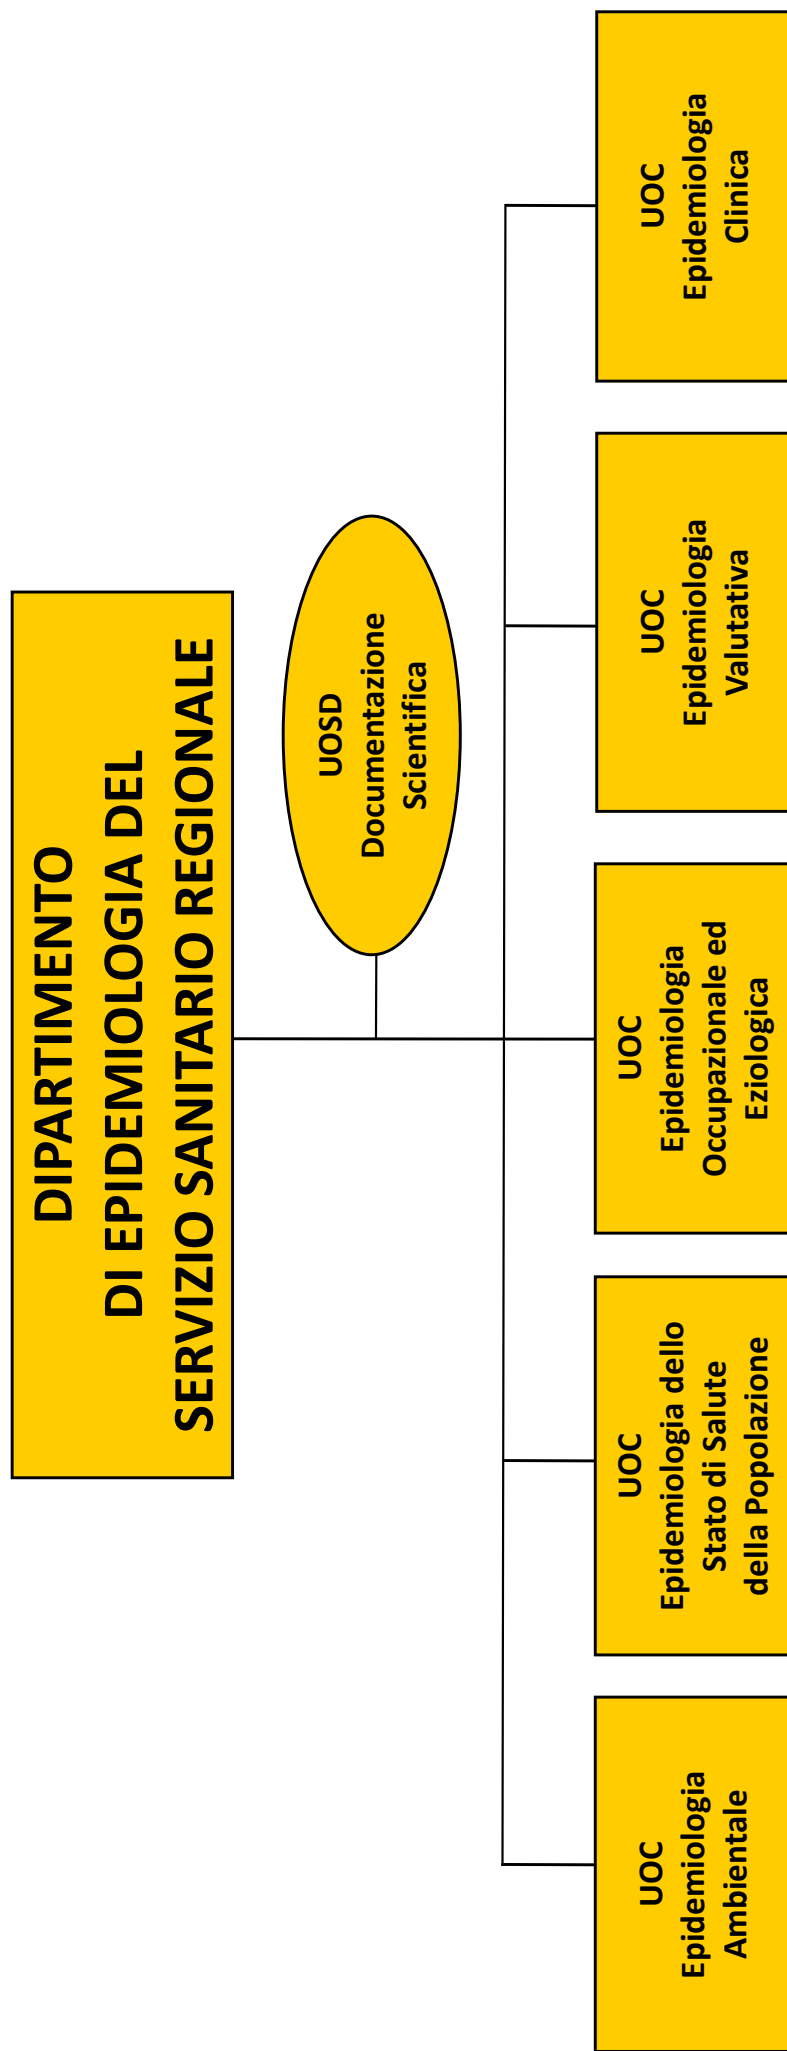 DIPARTIMENTO
DI EPIDEMIOLOGIA DEL
SERVIZIO SANITARIO REGIONALE
UOSD
Documentazione
Scientifica
UOC
Epidemiologia
Ambientale
UOC
Epidemiologia dello
Stato di Salute
della Popolazione
UOC
Epidemiologia
Occupazionale ed
Eziologica
UOC
Epidemiologia
Valutativa
UOC
Epidemiologia
Clinica